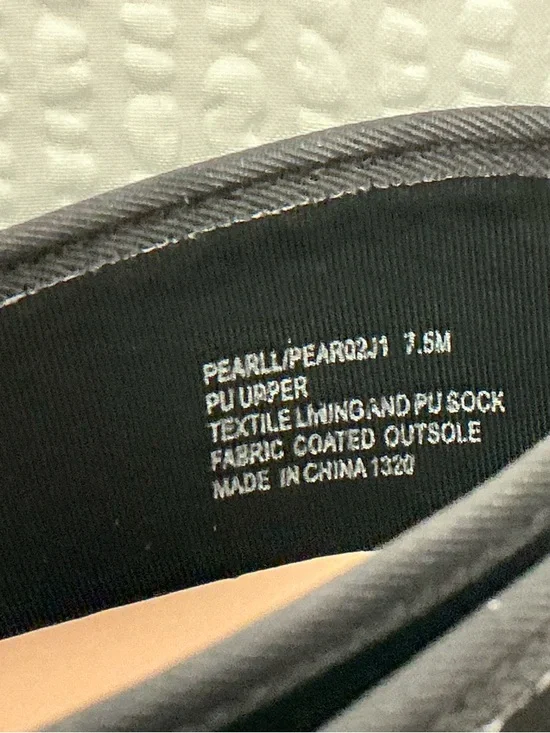 PEARLL/PEAR02J1 7.5M
PU UPPER
TEXTILE LINING AND PU SOCK
FABRIC COATED OUTSOLE
MADE IN CHINA 1320